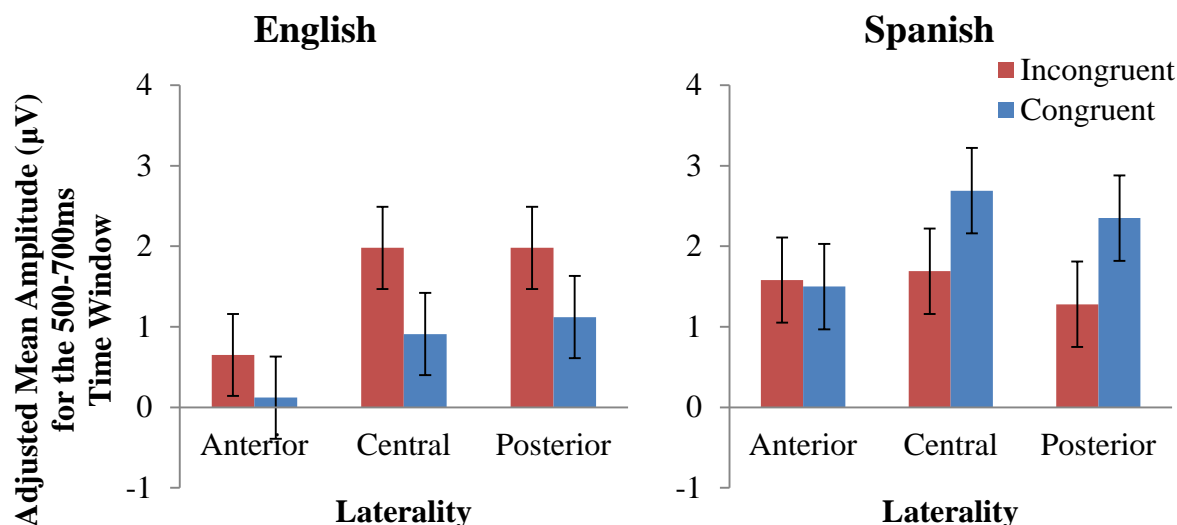 English
Adjusted Mean Amplitude (µV)
for the 500-700ms
Time Window
4
3
2
1
0
-1
Anterior Central Posterior
Laterality
Spanish
Incongruent
Congruent
4
3
2
1
0
-1
Anterior Central Posterior
Laterality